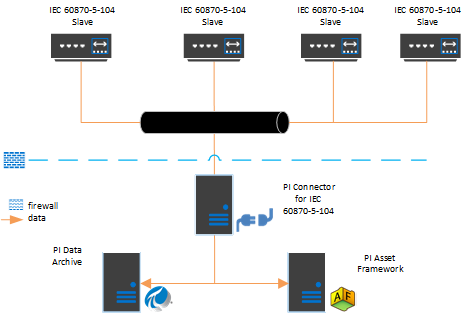 IEC 60870-5-104
Slave
IEC 60870-5-104
Slave
IEC 60870-5-104
Slave
IEC 60870-5-104
Slave
PI Connector
for IEC
60870-5-104
firewall
data
PI Data
Archive
PI Asset
Framework
AF